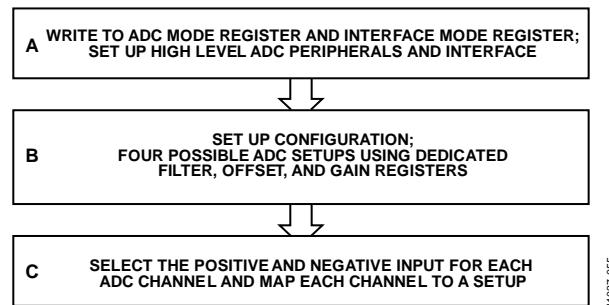 A
WRITE TO ADC MODE REGISTER AND INTERFACE MODE REGISTER;
SET UP HIGH LEVEL ADC PERIPHERALS AND INTERFACE
B
SET UP CONFIGURATION;
FOUR POSSIBLE ADC SETUPS USING DEDICATED
FILTER, OFFSET, AND GAIN REGISTERS
C
SELECT THE POSITIVE AND NEGATIVE INPUT FOR EACH
ADC CHANNEL AND MAP EACH CHANNEL TO A SETUP